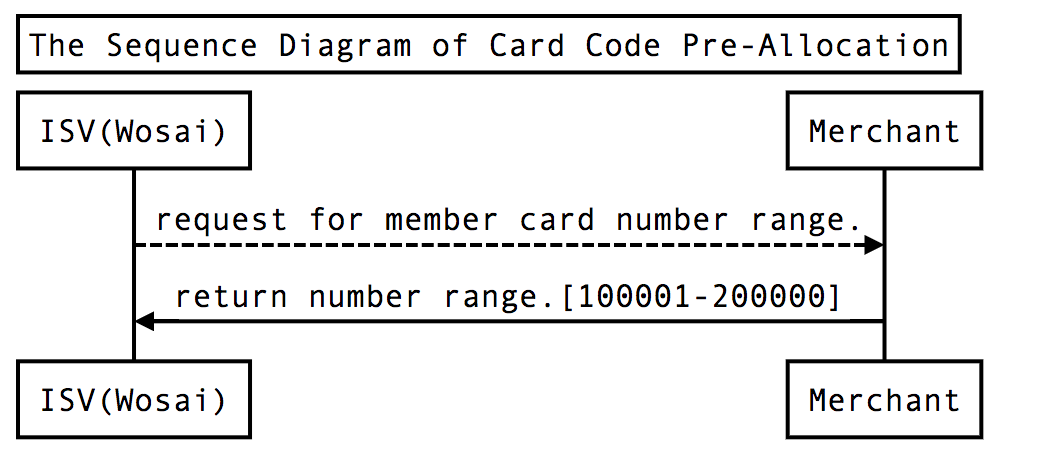 The Sequence Diagram of Card Code Pre-Allocation
ISV(Wosai)
Merchant
request for member card number range.
return number range.[100001-200000]
ISV(Wosai)
Merchant